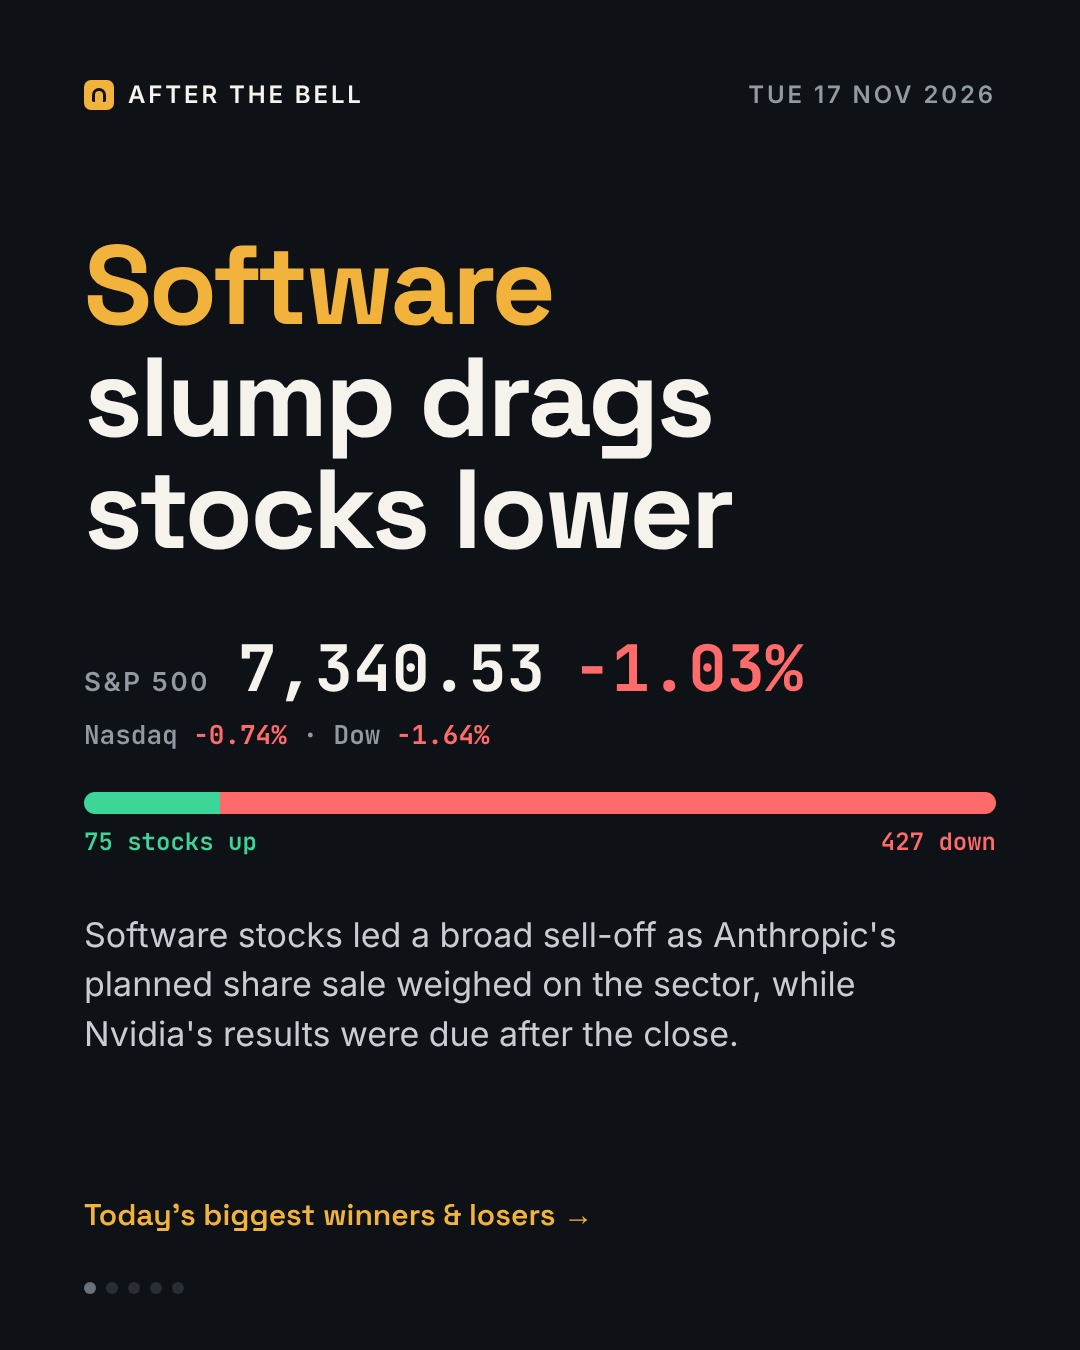 AFTER THE BELL
TUE 17 NOV 2026
Software
slump drags
stocks lower
S&P 500 7,340.53 -1.03%
Nasdaq -0.74% · Dow -1.64%
75 stocks up
427 down
Software stocks led a broad sell-off as Anthropic's
planned share sale weighed on the sector, while
Nvidia's results were due after the close.
Today’s biggest winners & losers →